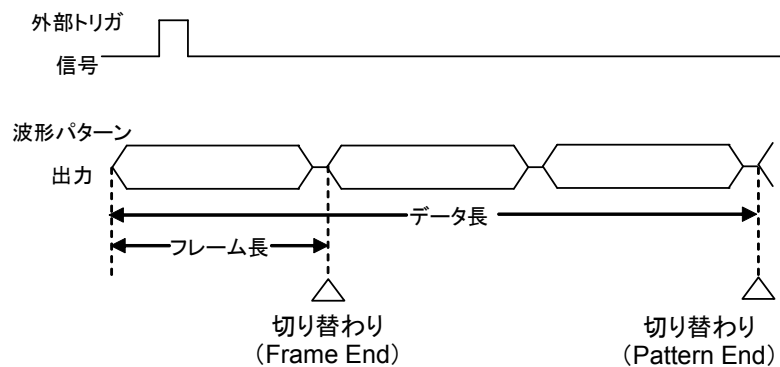 外部トリガ
信号
波形パターン
出力
データ長
フレーム長
切り替わり
（Frame End）
切り替わり
（Pattern End）